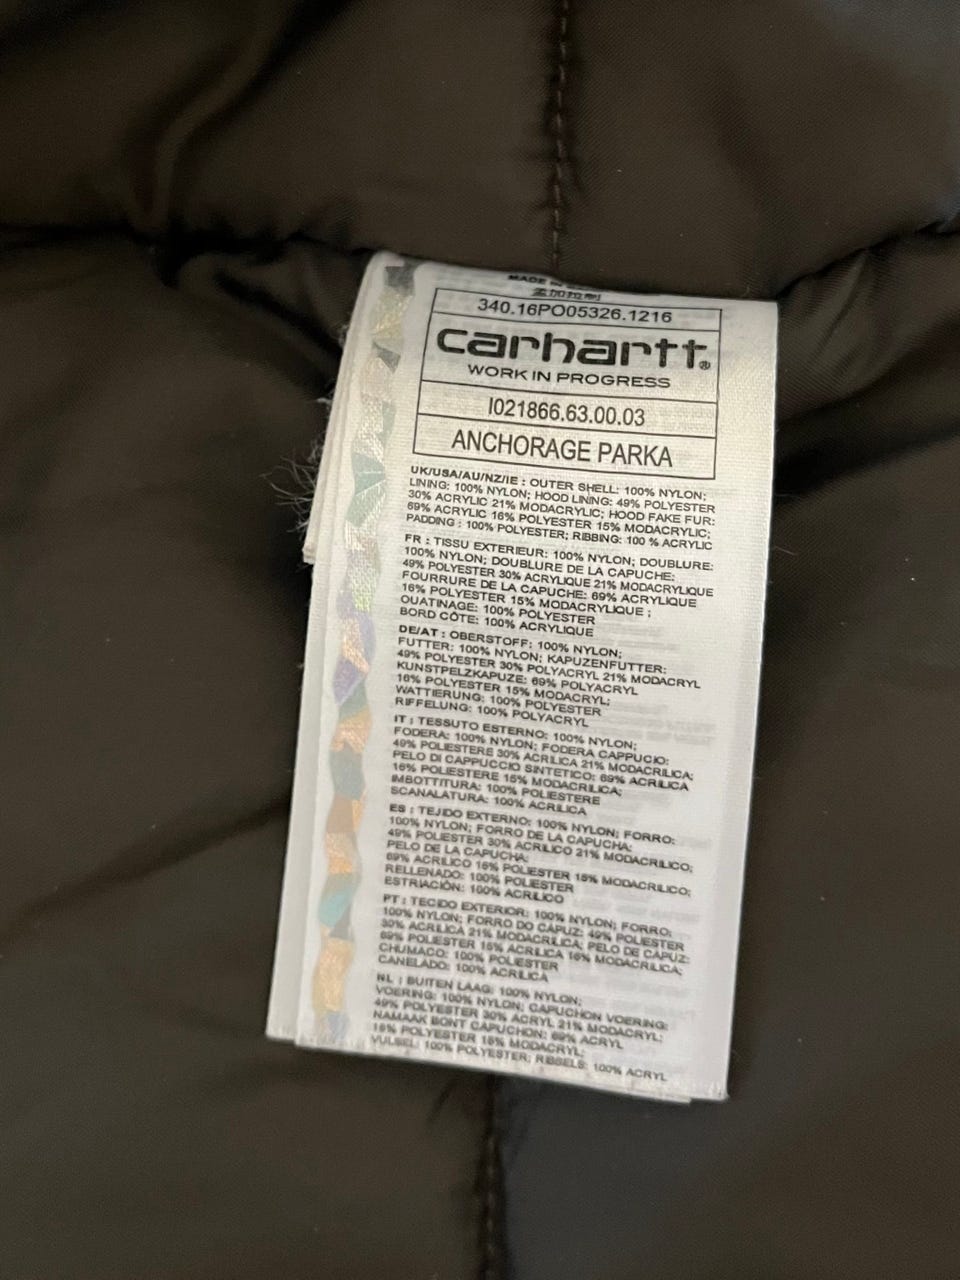 MADE IN
孟加拉制
340.16PO05326.1216
carhartt®
WORK IN PROGRESS
I021866.63.00.03
ANCHORAGE PARKA
UK/USA/AU/NZ/IE : OUTER SHELL: 100% NYLON;
LINING: 100% NYLON; HOOD LINING: 49% POLYESTER
30% ACRYLIC 21% MODACRYLIC; HOOD FAKE FUR:
69% ACRYLIC 16% POLYESTER 15% MODACRYLIC;
PADDING : 100% POLYESTER; RIBBING: 100 % ACRYLIC
FR : TISSU EXTERIEUR: 100% NYLON; DOUBLURE:
100% NYLON; DOUBLURE DE LA CAPUCHE:
49% POLYESTER 30% ACRYLIQUE 21% MODACRYLIQUE
FOURRURE DE LA CAPUCHE: 69% ACRYLIQUE
16% POLYESTER 15% MODACRYLIQUE ;
OUATINAGE: 100% POLYESTER
BORD CÔTE: 100% ACRYLIQUE
DE/AT : OBERSTOFF: 100% NYLON;
FUTTER: 100% NYLON; KAPUZENFUTTER:
49% POLYESTER 30% POLYACRYL 21% MODACRYL
KUNSTPELZKAPUZE: 69% POLYACRYL
16% POLYESTER 15% MODACRYL;
WATTIERUNG: 100% POLYESTER
RIFFELUNG: 100% POLYACRYL
IT : TESSUTO ESTERNO: 100% NYLON;
FODERA: 100% NYLON; FODERA CAPPUCIO:
49% POLIESTERE 30% ACRILICA 21% MODACRILICA;
PELO DI CAPPUCCIO SINTETICO: 69% ACRILICA
16% POLIESTERE 15% MODACRILICA;
IMBOTTITURA: 100% POLIESTERE
SCANALATURA: 100% ACRILICA
ES : TEJIDO EXTERNO: 100% NYLON; FORRO:
100% NYLON; FORRO DE LA CAPUCHA:
49% POLIESTER 30% ACRILICO 21% MODACRILICO;
PELO DE LA CAPUCHA:
69% ACRILICO 16% POLIESTER 15% MODACRILICO;
RELLENADO: 100% POLIESTER
ESTRIACIÓN: 100% ACRILICO
PT : TECIDO EXTERIOR: 100% NYLON; FORRO:
100% NYLON; FORRO DO CAPUZ: 49% POLIESTER
30% ACRILICA 21% MODACRILICA; PELO DE CAPUZ:
69% POLIESTER 15% ACRILICA 16% MODACRILICA;
CHUMACO: 100% POLIESTER
CANELADO: 100% ACRILICA
NL : BUITEN LAAG: 100% NYLON;
VOERING: 100% NYLON; CAPUCHON VOERING:
49% POLYESTER 30% ACRYL 21% MODACRYL;
NAMAAK BONT CAPUCHON: 69% ACRYL
16% POLYESTER 15% MODACRYL;
VULSEL: 100% POLYESTER; RIBBELS: 100% ACRYL